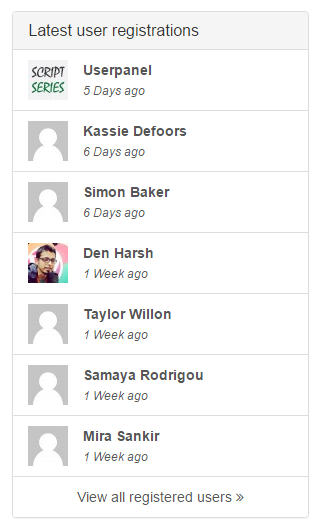 Latest user registrations
SCRIPT
SERIES
Userpanel
5 Days ago
Kassie Defoors
6 Days ago
Simon Baker
6 Days ago
Den Harsh
1 Week ago
Taylor Willon
1 Week ago
Samaya Rodrigou
1 Week ago
Mira Sankir
1 Week ago
View all registered users »